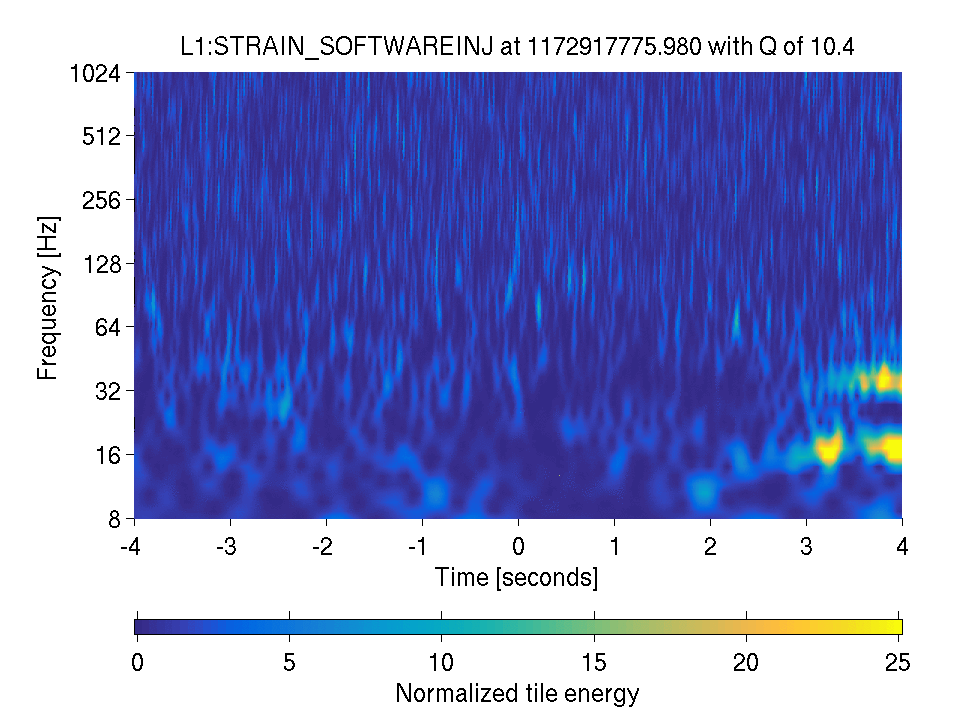 L1:STRAIN_SOFTWAREINJ at 1172917775.980 with Q of 10.4
1024
512
256
128
64
32
16
8
Frequency [Hz]
-4 -3 -2 -1 0 1 2 3 4
Time [seconds]
0 5 10 15 20 25
Normalized tile energy